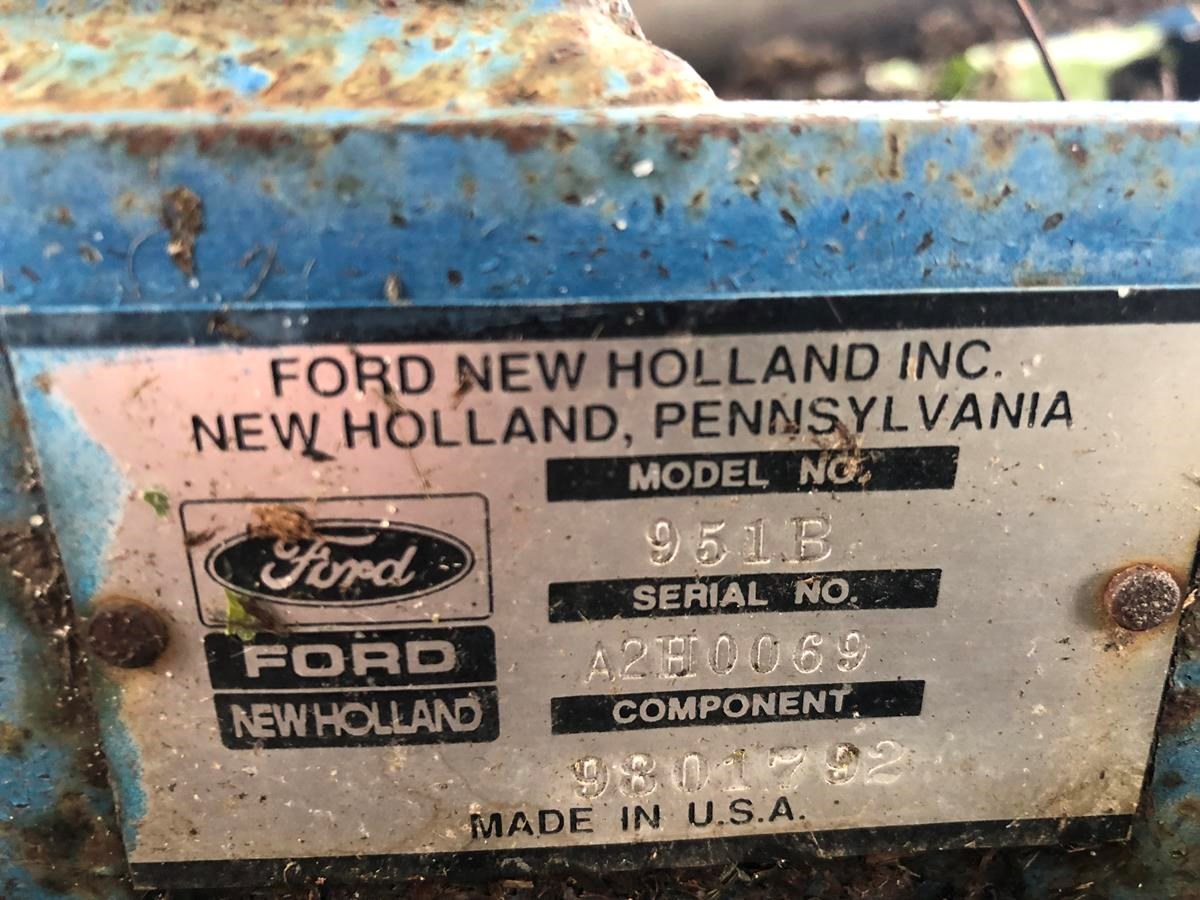 FORD NEW HOLLAND INC.
NEW HOLLAND, PENNSYLVANIA
MODEL NO.
951B
Ford
SERIAL NO.
FORD
A2H0069
NEW HOLLAND
COMPONENT
9801792
MADE IN U.S.A.